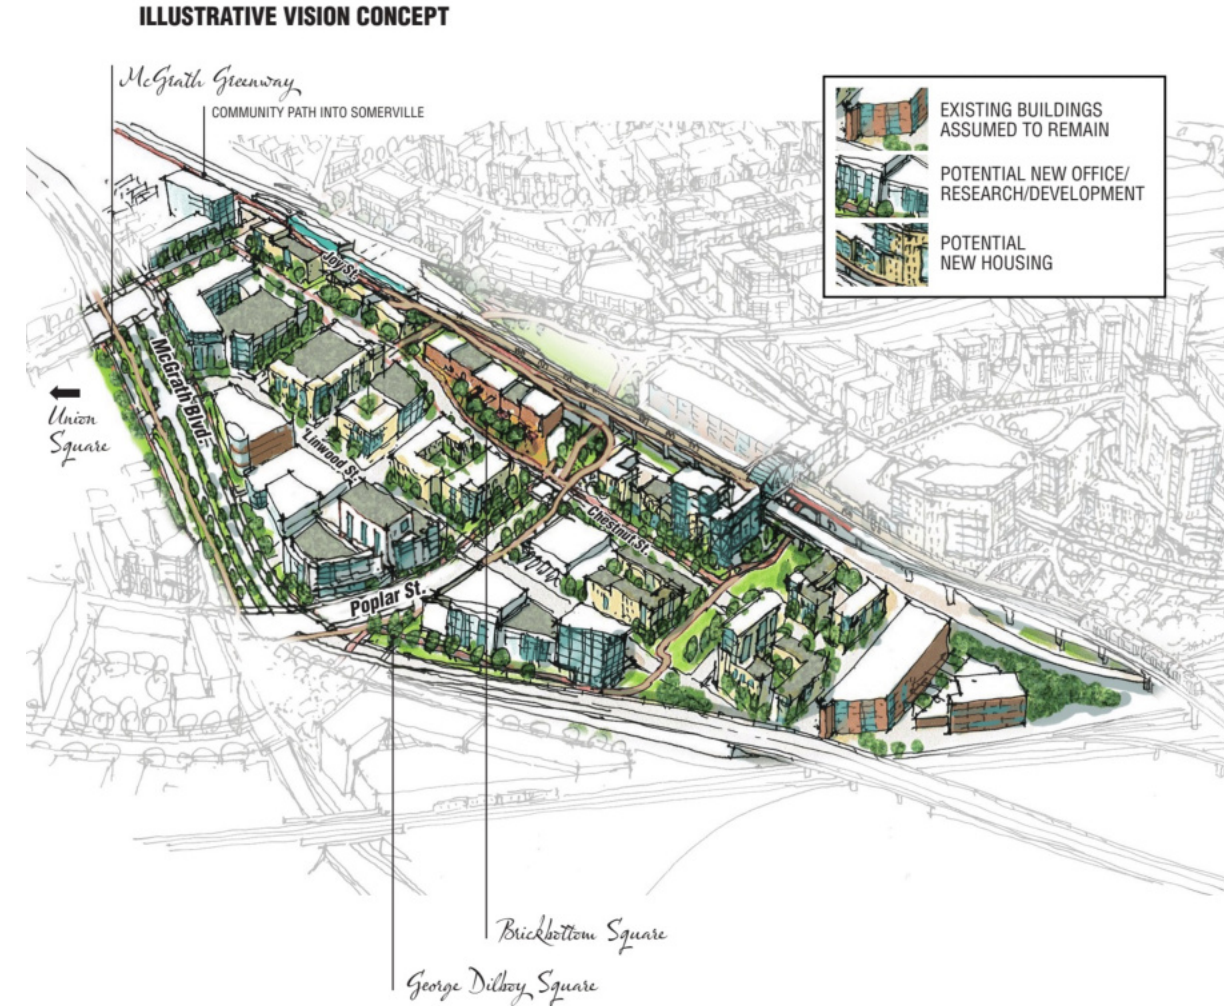 ILLUSTRATIVE VISION CONCEPT
McGrath Greenway
COMMUNITY PATH INTO SOMERVILLE
EXISTING BUILDINGS
ASSUMED TO REMAIN
POTENTIAL NEW OFFICE/
RESEARCH/DEVELOPMENT
POTENTIAL
NEW HOUSING
Joy St.
McGrath Blvd.
Union
Square
Linwood St.
Chestnut St.
Poplar St.
Brickbottom Square
George Dilboy Square